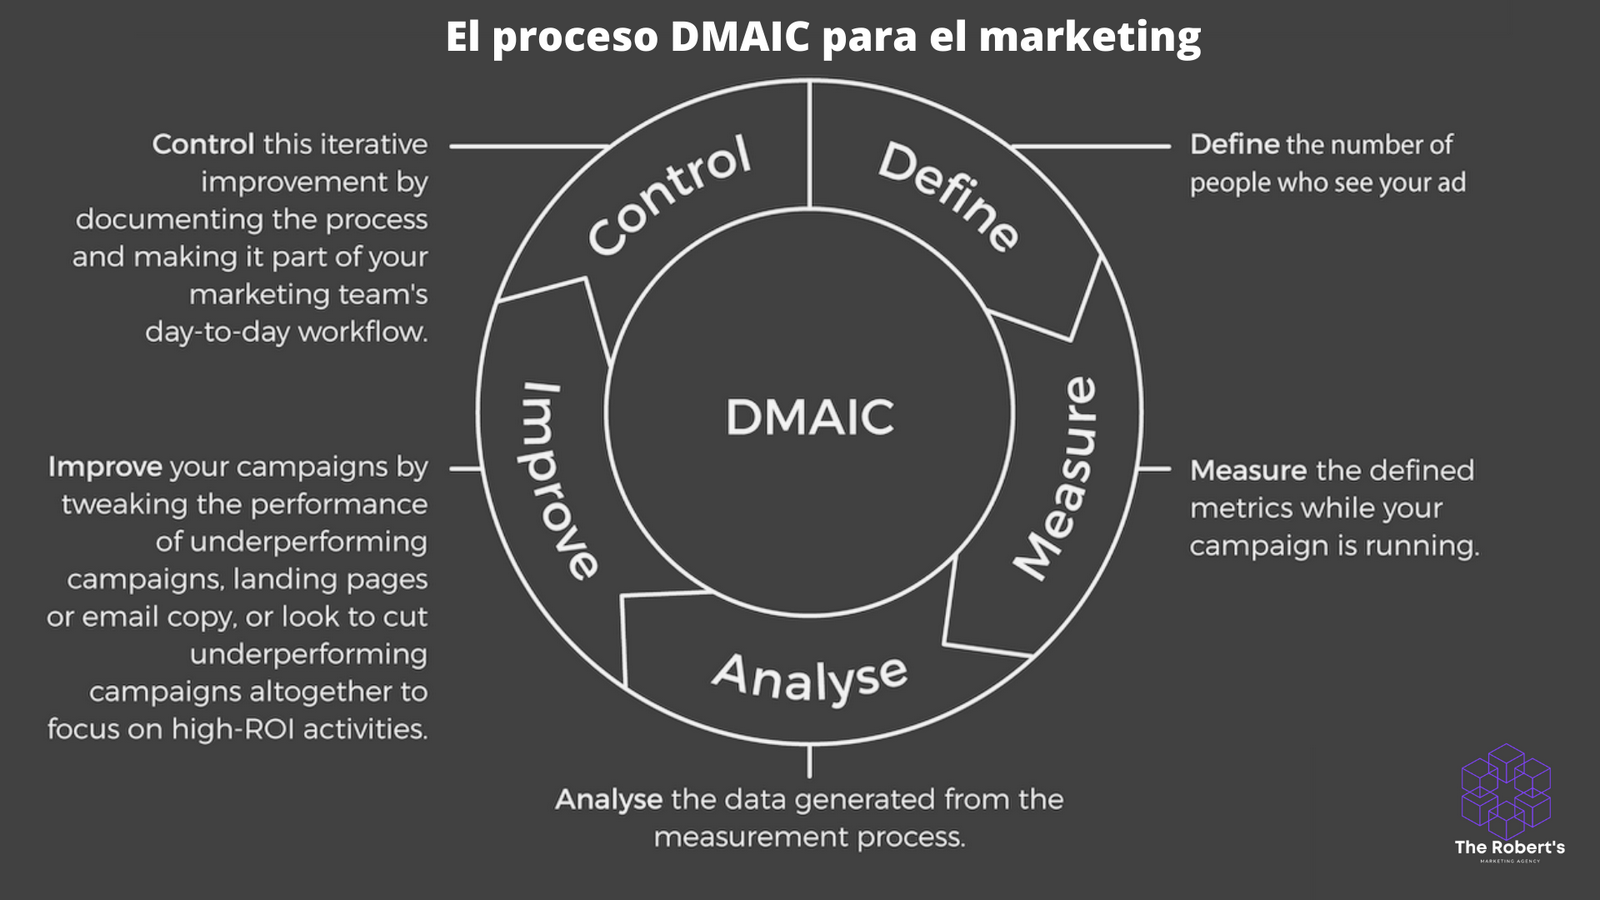 El proceso DMAIC para el marketing
Control this iterative
improvement by
documenting the process
and making it part of your
marketing team's
day-to-day workflow.
Improve your campaigns by
tweaking the performance
of underperforming
campaigns, landing pages
or email copy, or look to cut
underperforming
campaigns altogether to
focus on high-ROI activities.
Control
Define
Measure
Analyse
Improve
DMAIC
Define the number of
people who see your ad
Measure the defined
metrics while your
campaign is running.
Analyse the data generated from the
measurement process.
The Robert's
MARKETING AGENCY